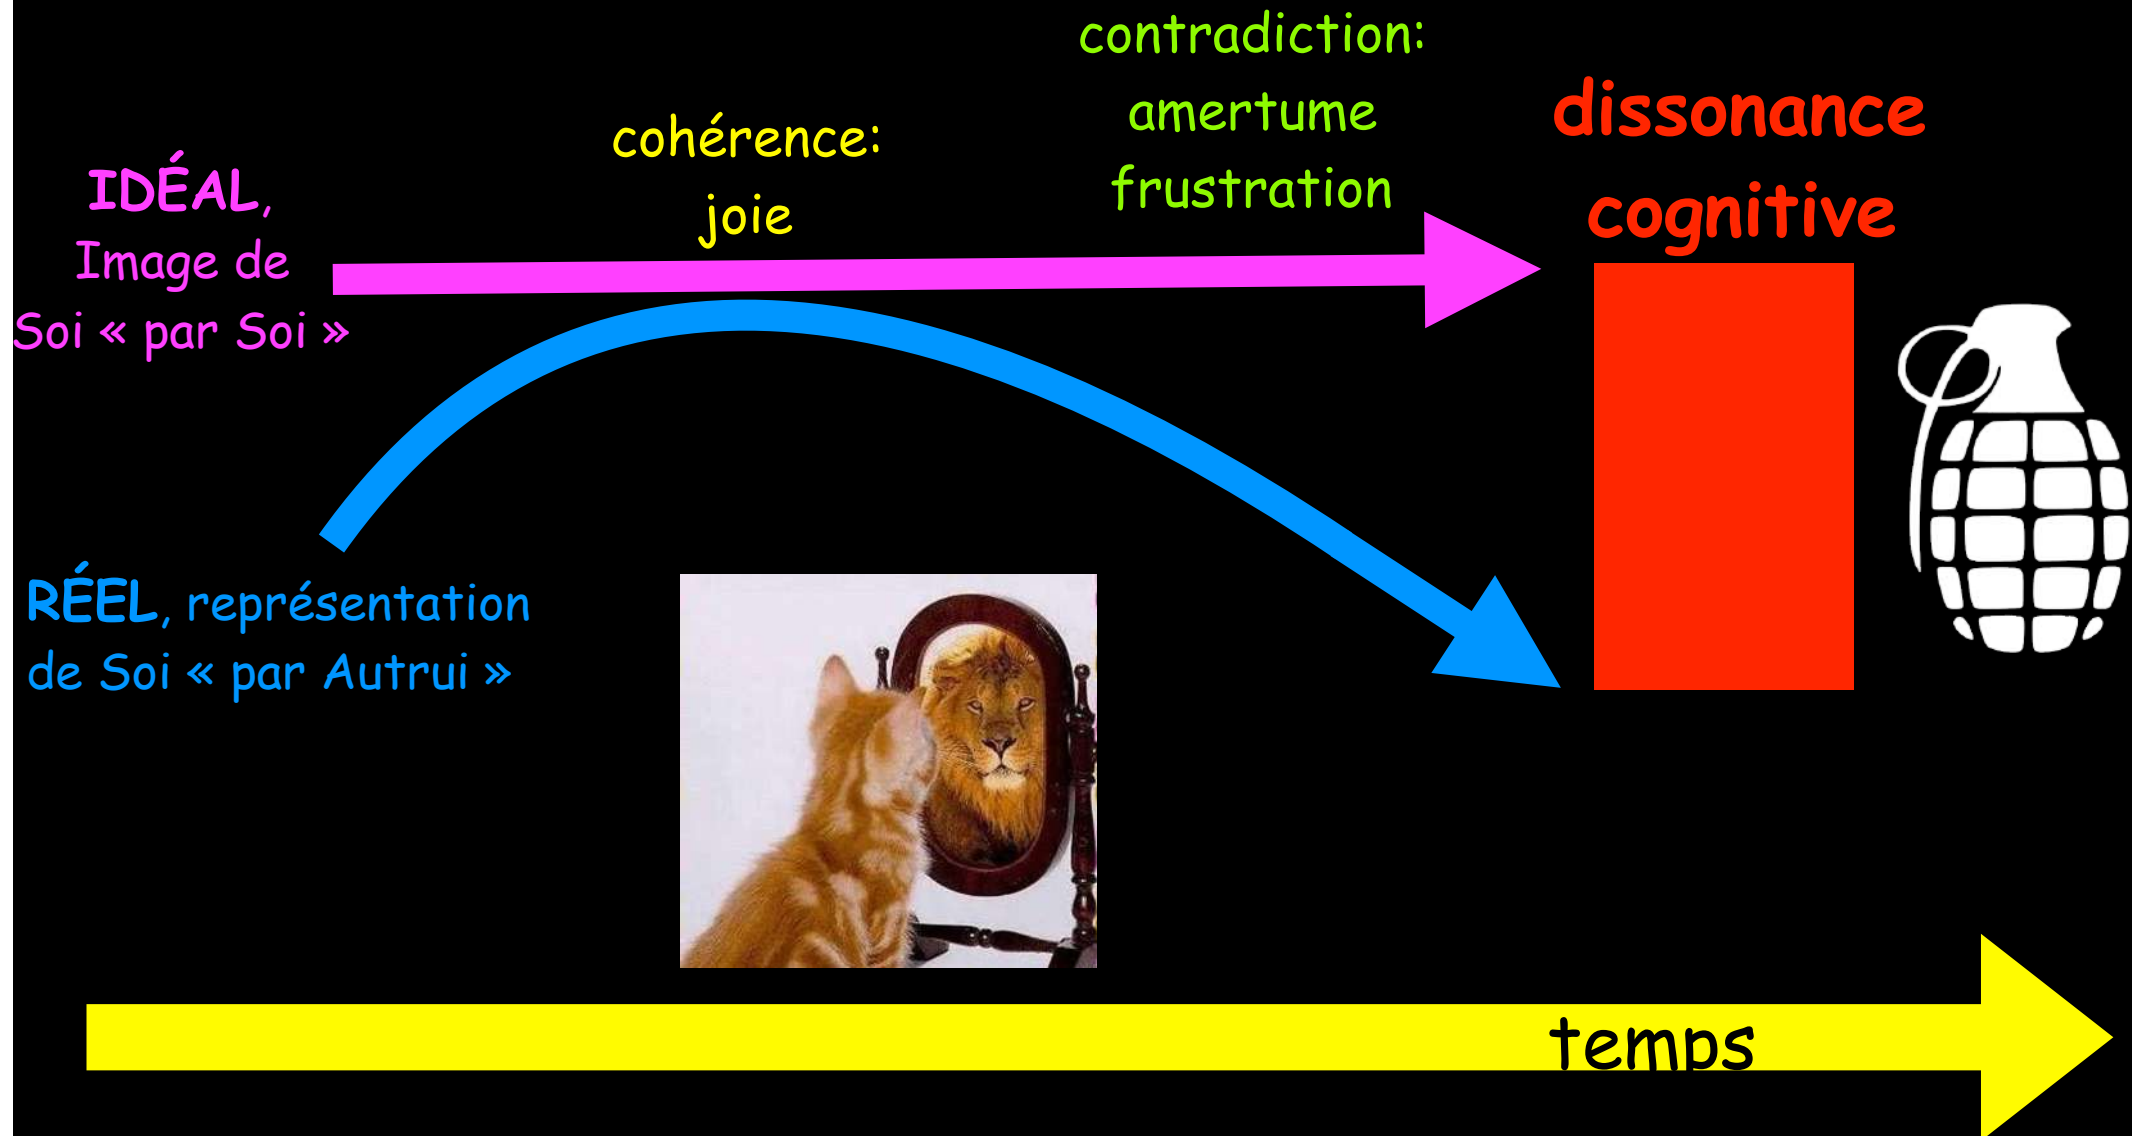 contradiction:
amertume
frustration
dissonance
cognitive
cohérence:
joie
IDÉAL,
Image de
Soi « par Soi »
RÉEL, représentation
de Soi « par Autrui »
temps